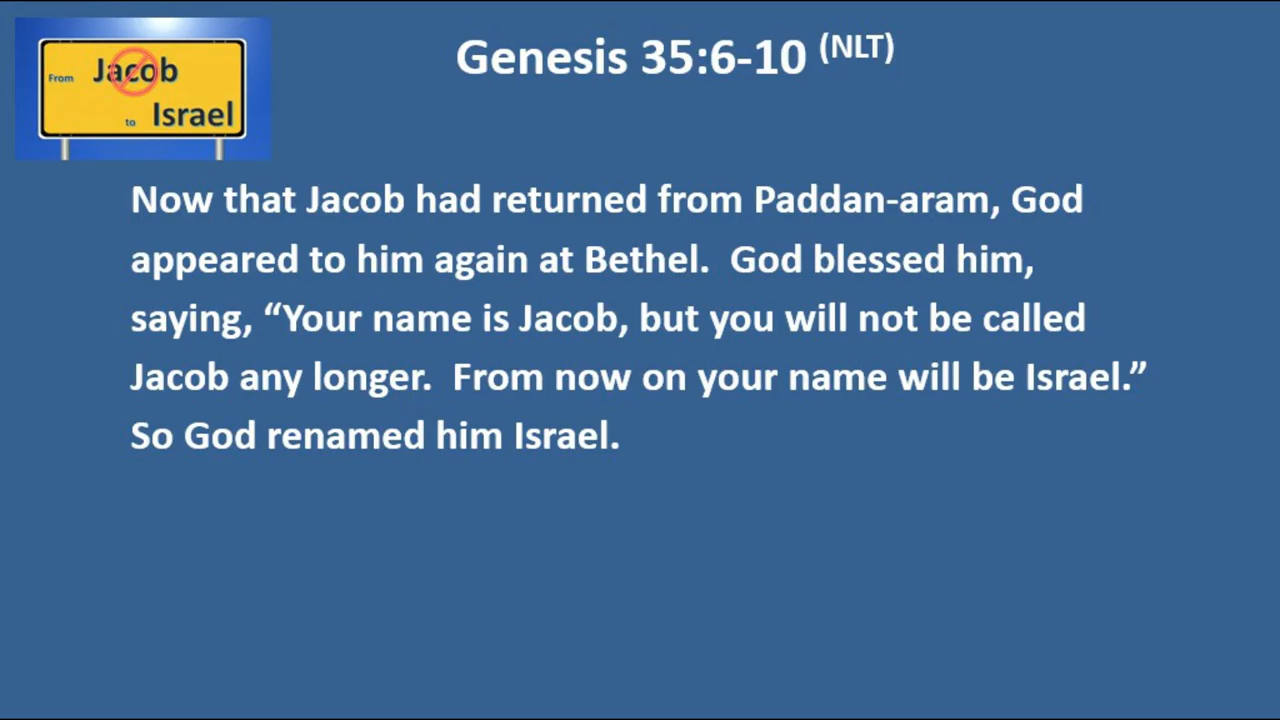 From Jacob
to Israel
Genesis 35:6-10 (NLT)
Now that Jacob had returned from Paddan-aram, God
appeared to him again at Bethel.  God blessed him,
saying, “Your name is Jacob, but you will not be called
Jacob any longer.  From now on your name will be Israel.”
So God renamed him Israel.